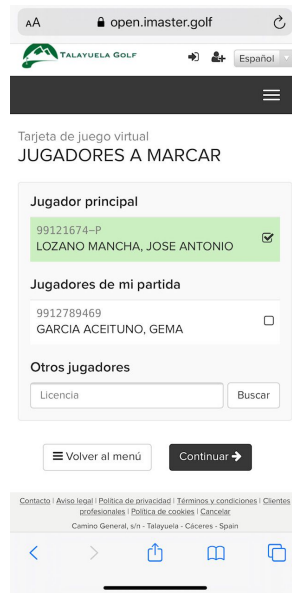 AA open.imaster.golf
TALAYUELA GOLF Español
Tarjeta de juego virtual
JUGADORES A MARCAR
Jugador principal
99121674-P
LOZANO MANCHA, JOSE ANTONIO
Jugadores de mi partida
9912789469
GARCIA ACEITUNO, GEMA
Otros jugadores
Licencia Buscar
Volver al menú Continuar
Contacto | Aviso legal | Política de privacidad | Términos y condiciones | Clientes
profesionales | Política de cookies | Cancelar
Camino General, s/n - Talayuela - Cáceres - Spain